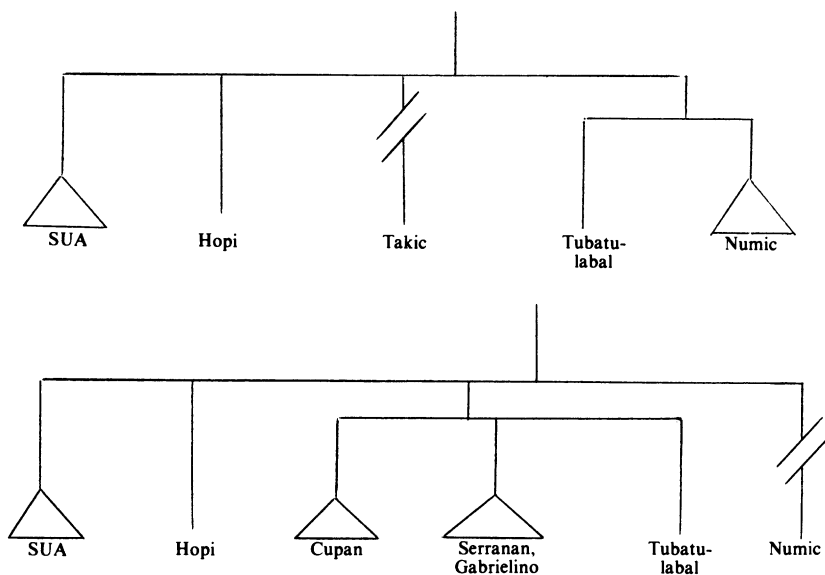 SUA Hopi Takic Tubatu- Numic
labal
SUA Hopi Cupan Serranan, Tubatu- Numic
Gabrielino labal